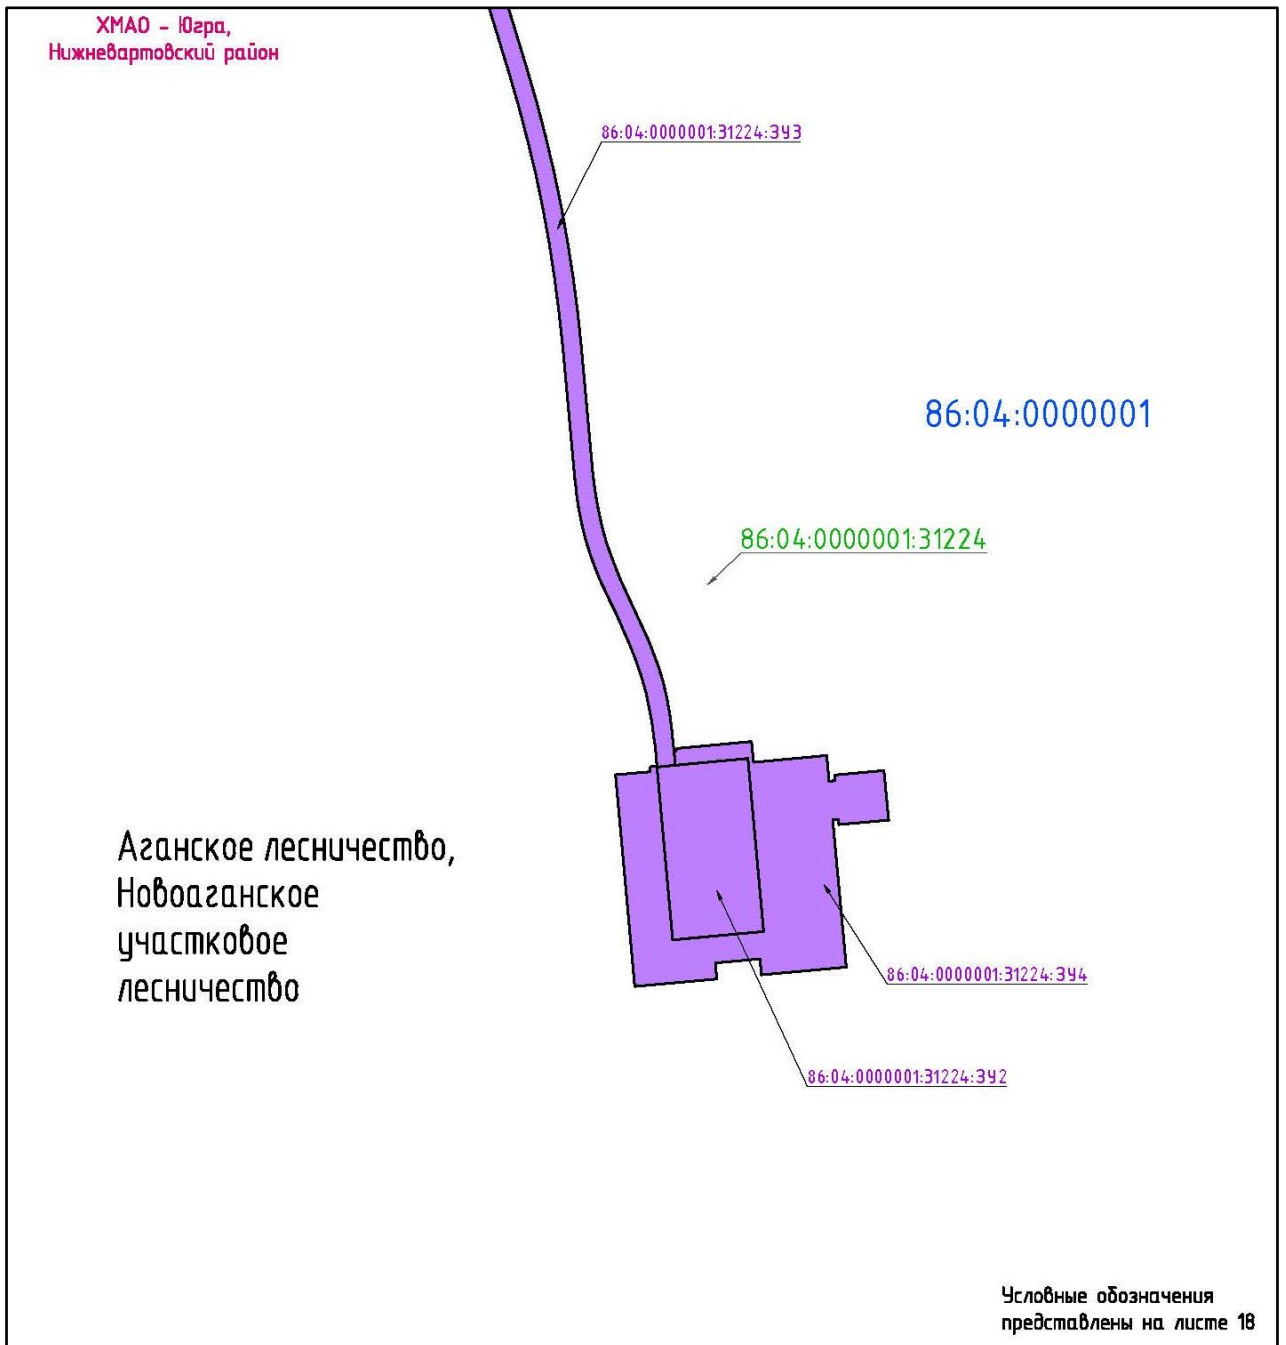 ХМАО - Югра,
Нижневартовский район
86:04:0000001:31224:ЗУ3
86:04:0000001
86:04:0000001:31224
Аганское лесничество,
Новоаганское
участковое
лесничество
86:04:0000001:31224:ЗУ4
86:04:0000001:31224:ЗУ2
Условные обозначения
представлены на листе 18